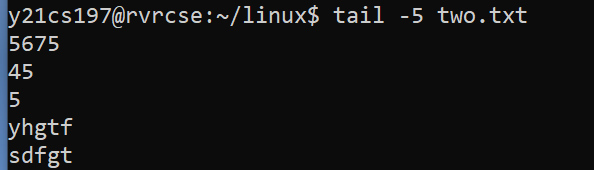 y21cs197@rvrcse:~/linux$ tail -5 two.txt
5675
45
5
yhgtf
sdfgt